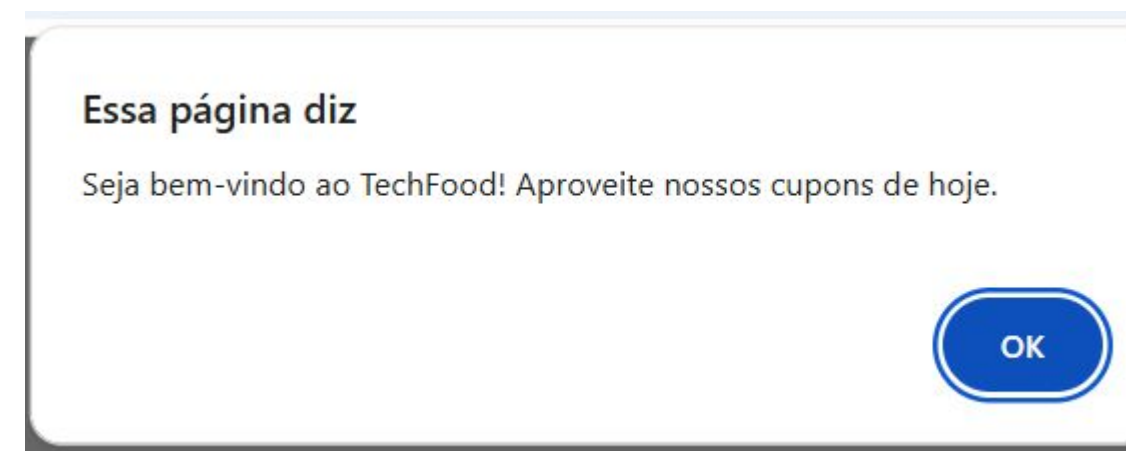 Essa página diz
Seja bem-vindo ao TechFood! Aproveite nossos cupons de hoje.
OK